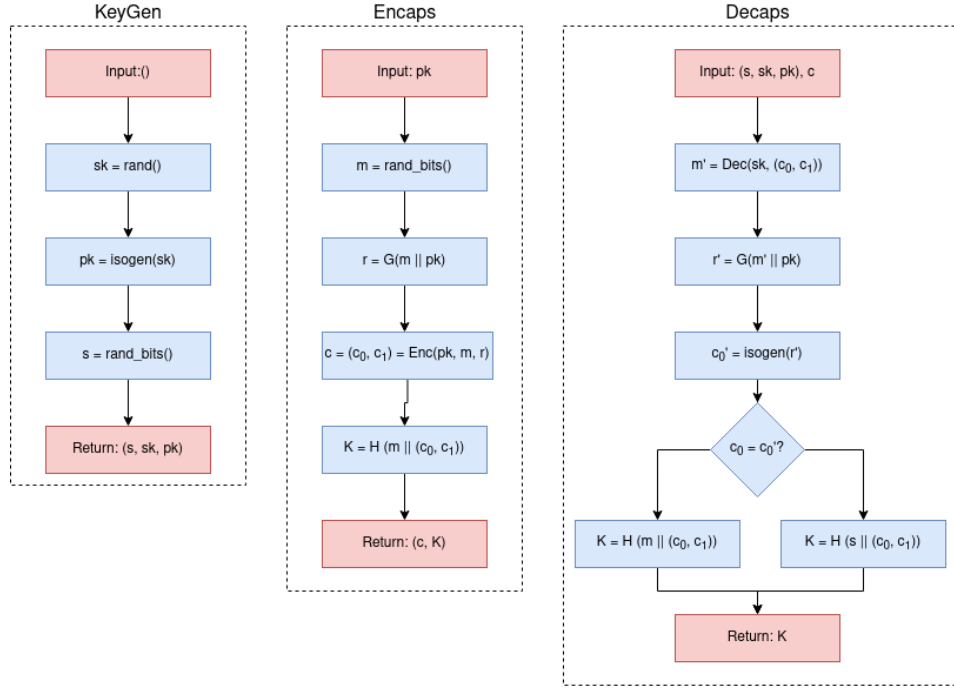 KeyGen
Input:()
sk = rand()
pk = isogen(sk)
s = rand_bits()
Return: (s, sk, pk)
Encaps
Input: pk
m = rand_bits()
r = G(m || pk)
c = (c₀, c₁) = Enc(pk, m, r)
K = H (m || (c₀, c₁))
Return: (c, K)
Decaps
Input: (s, sk, pk), c
m' = Dec(sk, (c₀, c₁))
r' = G(m' || pk)
c₀' = isogen(r')
c₀ = c₀'?
K = H (m || (c₀, c₁))
K = H (s || (c₀, c₁))
Return: K